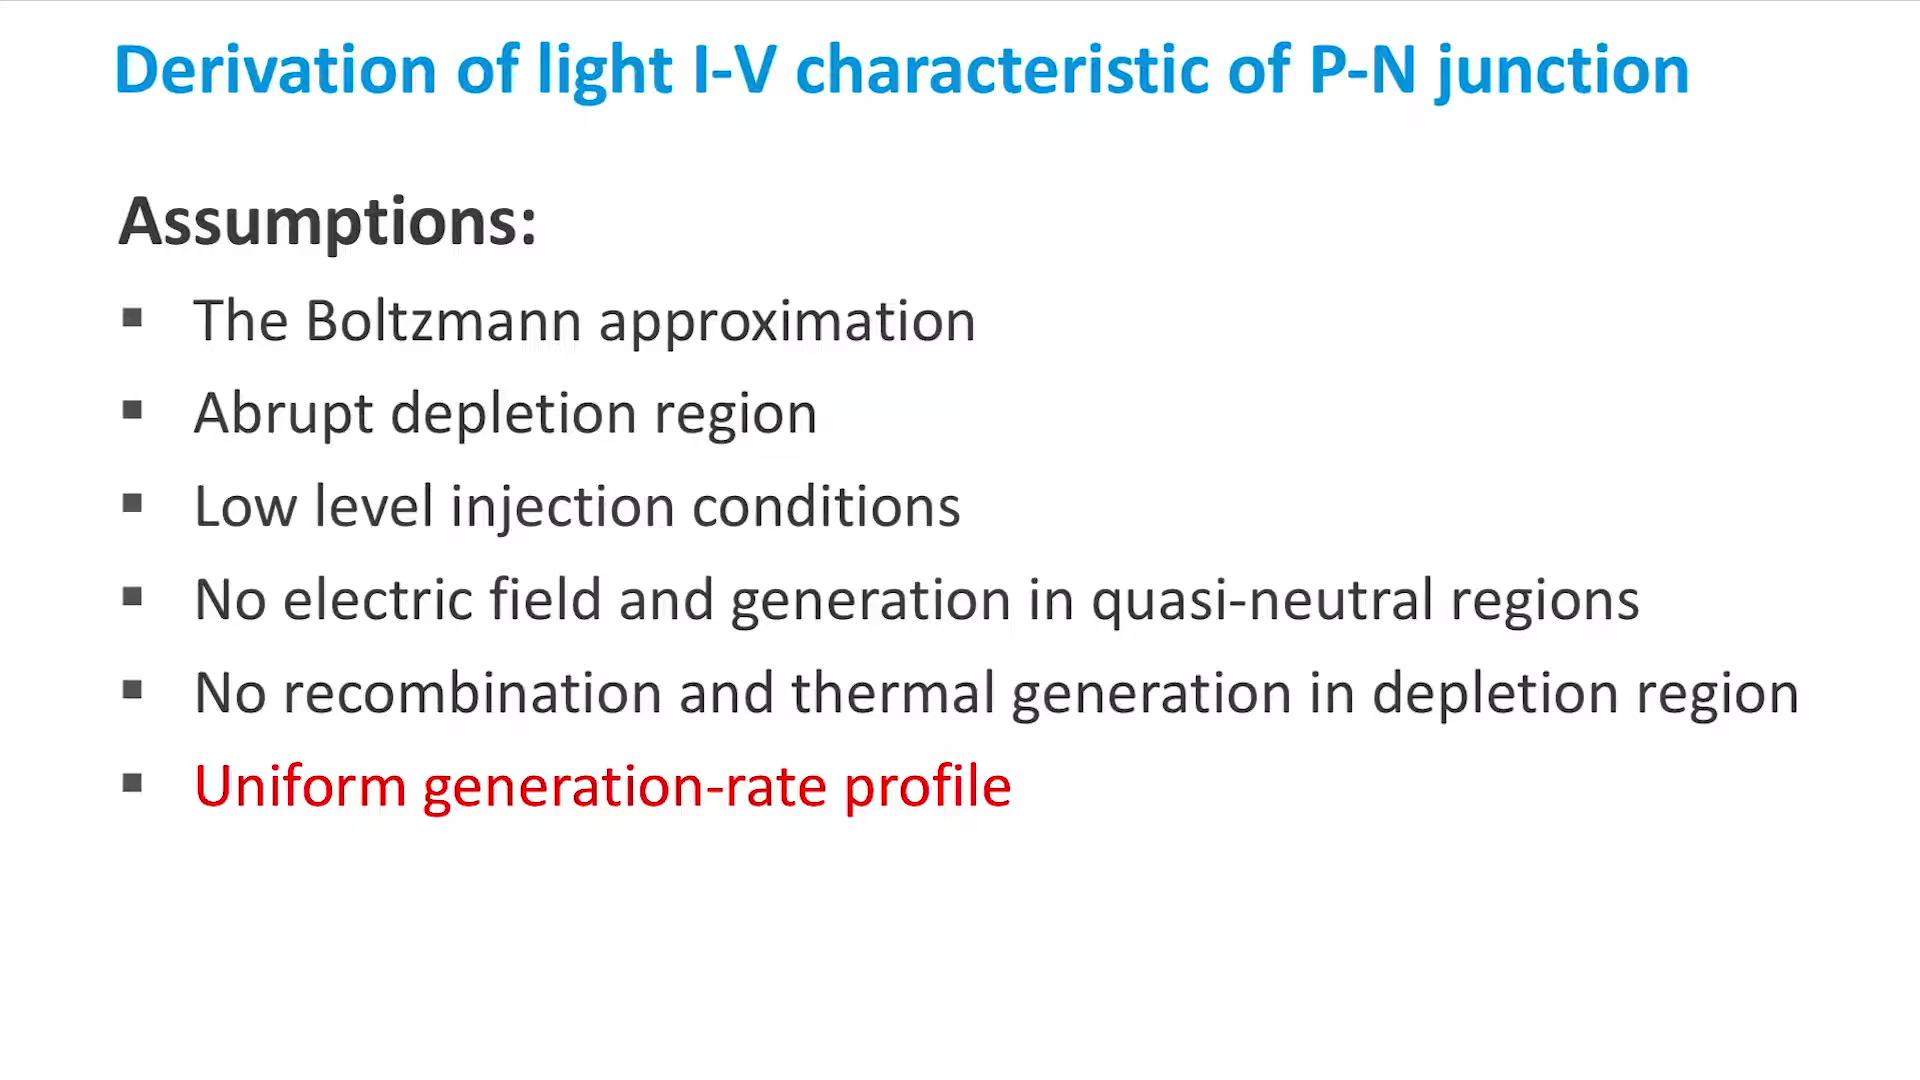 Derivation of light I-V characteristic of P-N junction
Assumptions:
▪ The Boltzmann approximation
▪ Abrupt depletion region
▪ Low level injection conditions
▪ No electric field and generation in quasi-neutral regions
▪ No recombination and thermal generation in depletion region
▪ Uniform generation-rate profile